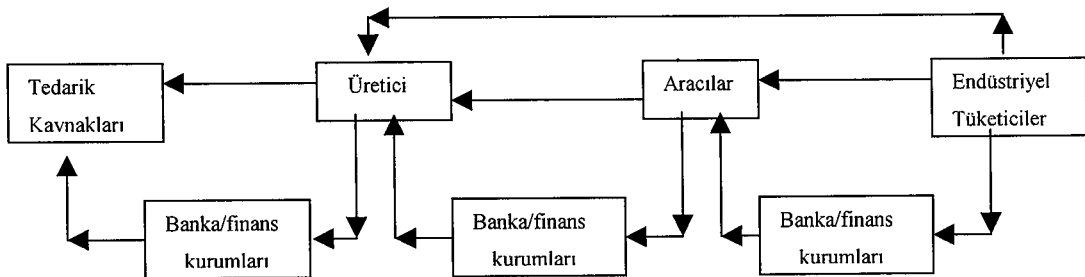 Tedarik
Kavnakları
Üretici
Aracılar
Endüstriyel
Tüketiciler
Banka/finans
kurumları
Banka/finans
kurumları
Banka/finans
kurumları